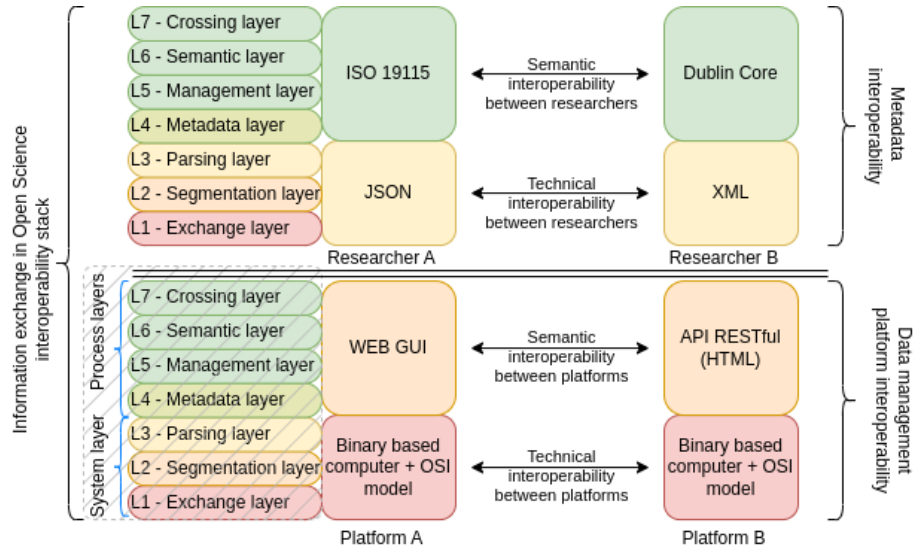 Information exchange in Open Science
interoperability stack
L7 - Crossing layer
L6 - Semantic layer
L5 - Management layer
L4 - Metadata layer
L3 - Parsing layer
L2 - Segmentation layer
L1 - Exchange layer
ISO 19115
JSON
Researcher A
Semantic
interoperability
between researchers
Technical
interoperability
between researchers
Dublin Core
XML
Researcher B
Metadata
interoperability
Process layers
System layer
L7 - Crossing layer
L6 - Semantic layer
L5 - Management layer
L4 - Metadata layer
L3 - Parsing layer
L2 - Segmentation layer
L1 - Exchange layer
WEB GUI
Binary based
computer + OSI
model
Platform A
Semantic
interoperability
between platforms
Technical
interoperability
between platforms
API RESTful
(HTML)
Binary based
computer + OSI
model
Platform B
Data management
platform interoperability